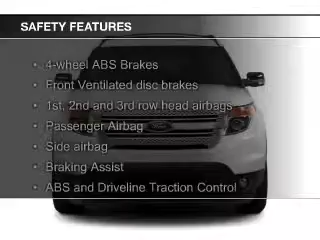 SAFETY FEATURES
• 4-wheel ABS Brakes
• Front Ventilated disc brakes
• 1st, 2nd and 3rd row head airbags
• Passenger Airbag
• Side airbag
• Braking Assist
• ABS and Driveline Traction Control